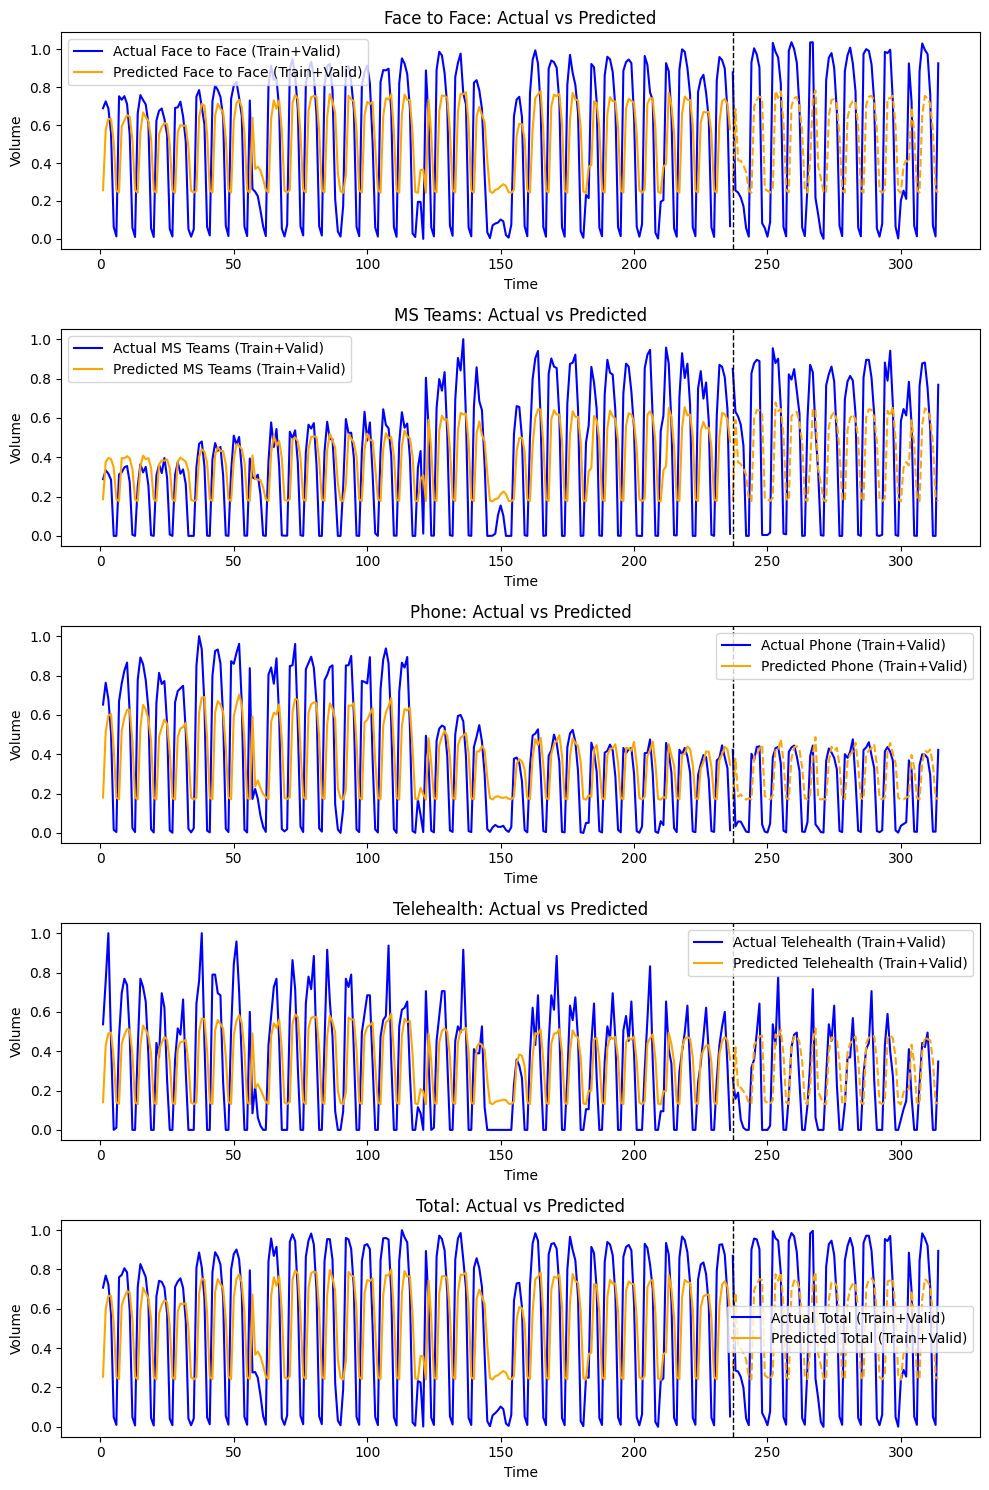 Face to Face: Actual vs Predicted
Actual Face to Face (Train+Valid)
Predicted Face to Face (Train+Valid)
Volume
1.0
0.8
0.6
0.4
0.2
0.0
0 50 100 150 200 250 300
Time
MS Teams: Actual vs Predicted
Actual MS Teams (Train+Valid)
Predicted MS Teams (Train+Valid)
Volume
1.0
0.8
0.6
0.4
0.2
0.0
0 50 100 150 200 250 300
Time
Phone: Actual vs Predicted
Actual Phone (Train+Valid)
Predicted Phone (Train+Valid)
Volume
1.0
0.8
0.6
0.4
0.2
0.0
0 50 100 150 200 250 300
Time
Telehealth: Actual vs Predicted
Actual Telehealth (Train+Valid)
Predicted Telehealth (Train+Valid)
Volume
1.0
0.8
0.6
0.4
0.2
0.0
0 50 100 150 200 250 300
Time
Total: Actual vs Predicted
Actual Total (Train+Valid)
Predicted Total (Train+Valid)
Volume
1.0
0.8
0.6
0.4
0.2
0.0
0 50 100 150 200 250 300
Time